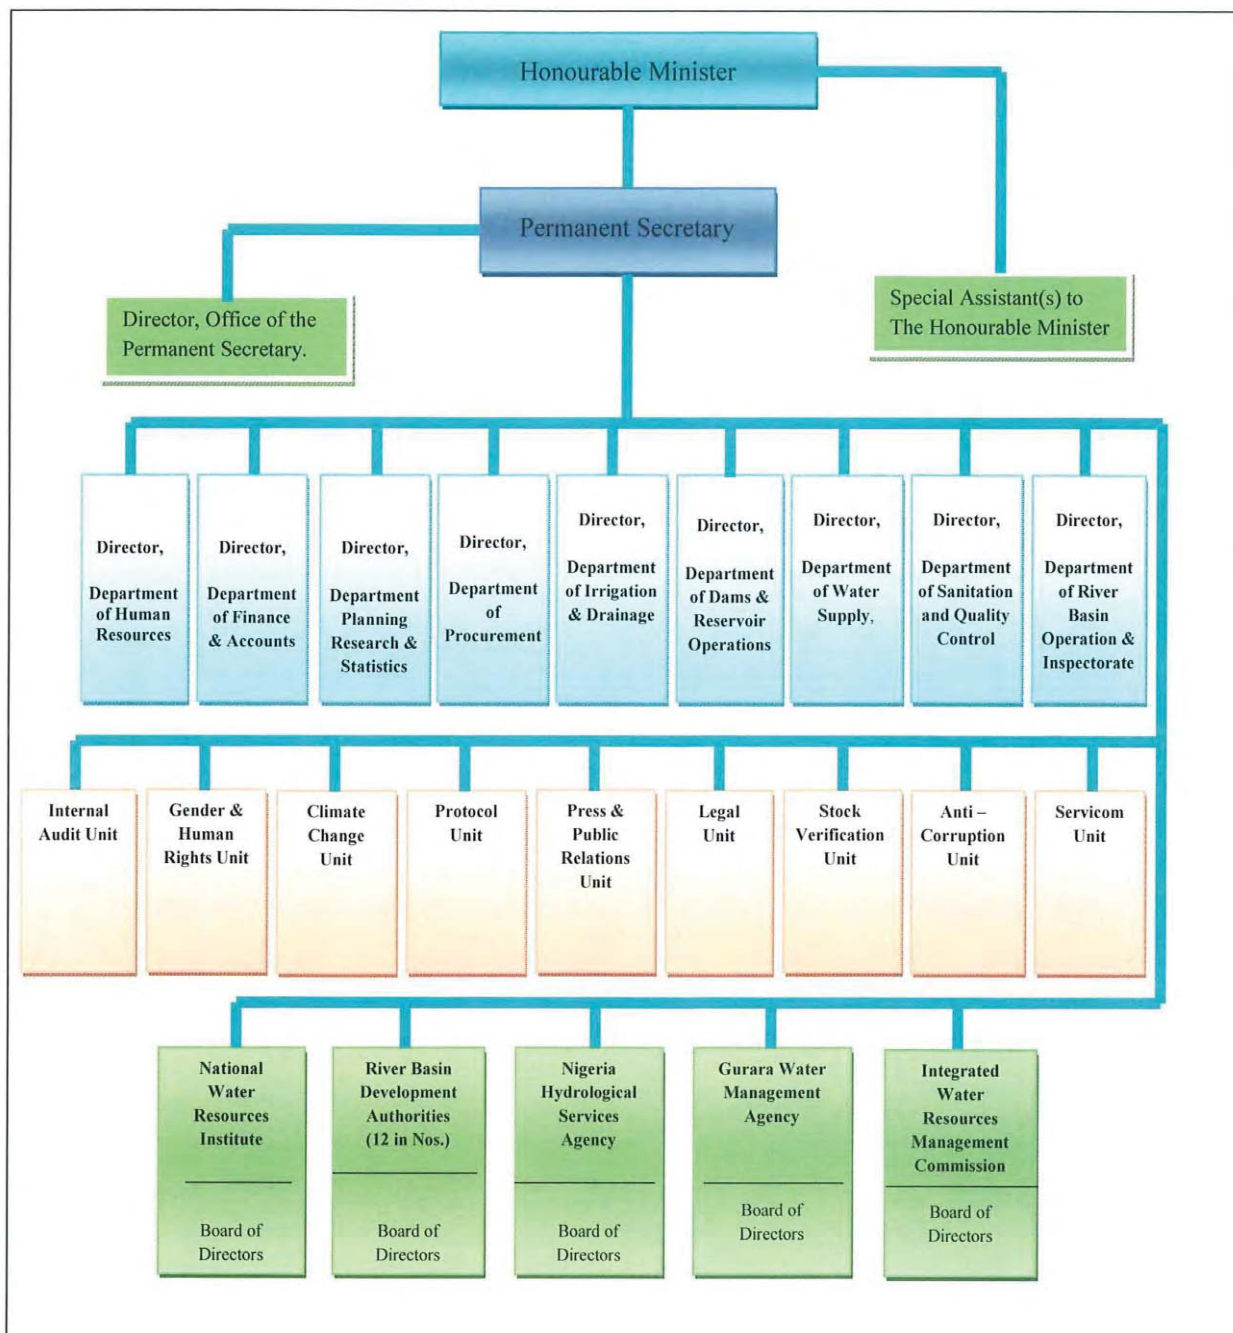 Honourable Minister
Permanent Secretary
Director, Office of the
Permanent Secretary.
Special Assistant(s) to
The Honourable Minister
Director,
Department
of Human
Resources
Director,
Department
of Finance
& Accounts
Director,
Department
Planning
Research &
Statistics
Director,
Department
of
Procurement
Director,
Department
of Irrigation
& Drainage
Director,
Department
of Dams &
Reservoir
Operations
Director,
Department
of Water
Supply,
Director,
Department
of Sanitation
and Quality
Control
Director,
Department
of River
Basin
Operation &
Inspectorate
Internal
Audit Unit
Gender &
Human
Rights Unit
Climate
Change
Unit
Protocol
Unit
Press &
Public
Relations
Unit
Legal
Unit
Stock
Verification
Unit
Anti –
Corruption
Unit
Servicom
Unit
National
Water
Resources
Institute
Board of
Directors
River Basin
Development
Authorities
(12 in Nos.)
Board of
Directors
Nigeria
Hydrological
Services
Agency
Board of
Directors
Gurara Water
Management
Agency
Board of
Directors
Integrated
Water
Resources
Management
Commission
Board of
Directors